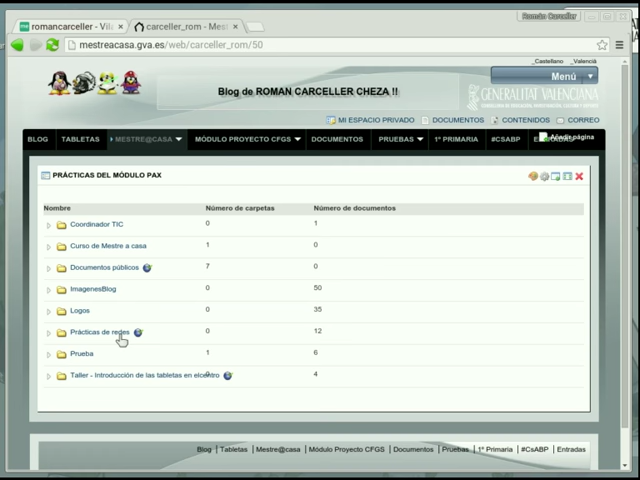 romancarceller - Vil
carceller_rom - Mest
Román Carceller
mestreacasa.gva.es/web/carceller_rom/50
_Castellano _Valencià
Menú
Blog de ROMAN CARCELLER CHEZA !!
GENERALITAT VALENCIANA
MI ESPACIO PRIVADO DOCUMENTOS CONTENIDOS CORREO
BLOG TABLETAS MESTRE@CASA MÓDULO PROYECTO CFGS DOCUMENTOS PRUEBAS 1º PRIMARIA #CSABP Añadir página
PRÁCTICAS DEL MÓDULO PAX
Nombre Número de carpetas Número de documentos
Coordinador TIC 0 1
Curso de Mestre a casa 1 0
Documentos públicos 7 0
ImagenesBlog 0 50
Logos 0 35
Prácticas de redes 0 12
Prueba 1 6
Taller - Introducción de las tabletas en el centro 0 4
Blog | Tabletas | Mestre@casa | Módulo Proyecto CFGS | Documentos | Pruebas | 1º Primaria | #CsABP | Entradas